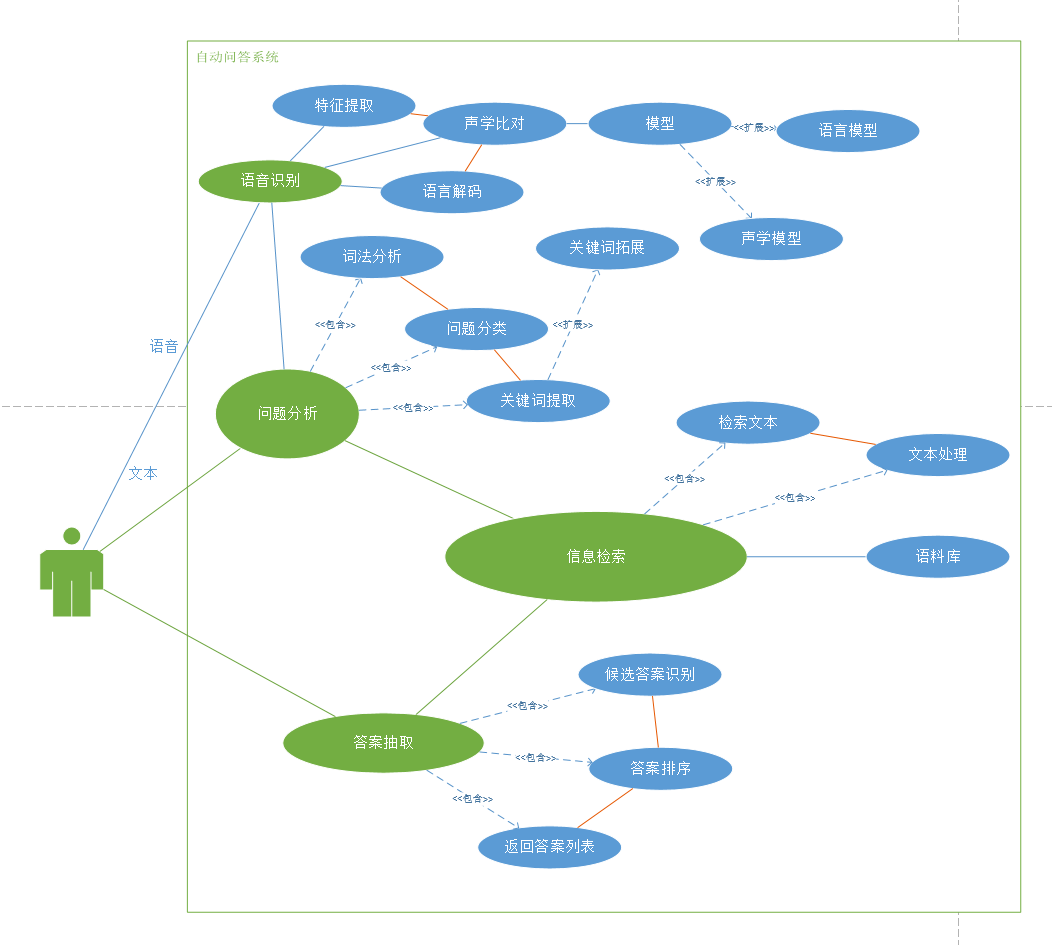 自动问答系统
特征提取
声学比对
模型
<<扩展>>
语言模型
语音识别
语言解码
<<扩展>>
声学模型
词法分析
关键词拓展
<<包含>>
问题分类
<<扩展>>
语音
<<包含>>
问题分析
<<包含>>
关键词提取
检索文本
文本处理
文本
<<包含>>
<<包含>>
信息检索
语料库
候选答案识别
<<包含>>
答案抽取
<<包含>>
答案排序
<<包含>>
返回答案列表